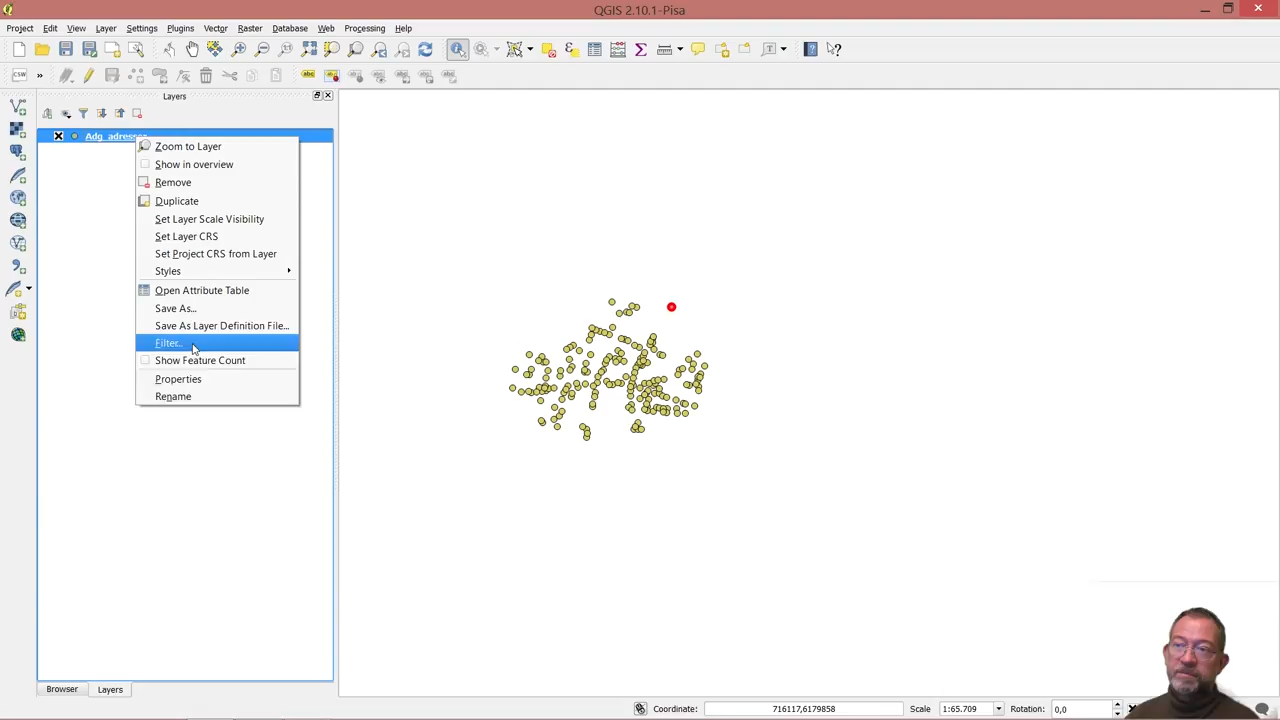 QGIS 2.10.1-Pisa
Project Edit View Layer Settings Plugins Vector Raster Database Web Processing Help
CSW
abc
Layers
Zoom to Layer
Show in overview
Remove
Duplicate
Set Layer Scale Visibility
Set Layer CRS
Set Project CRS from Layer
Styles
Open Attribute Table
Save As...
Save As Layer Definition File...
Filter...
Show Feature Count
Properties
Rename
Browser
Layers
Coordinate:
716117,6179858
Scale
1:65.709
Rotation:
0,0